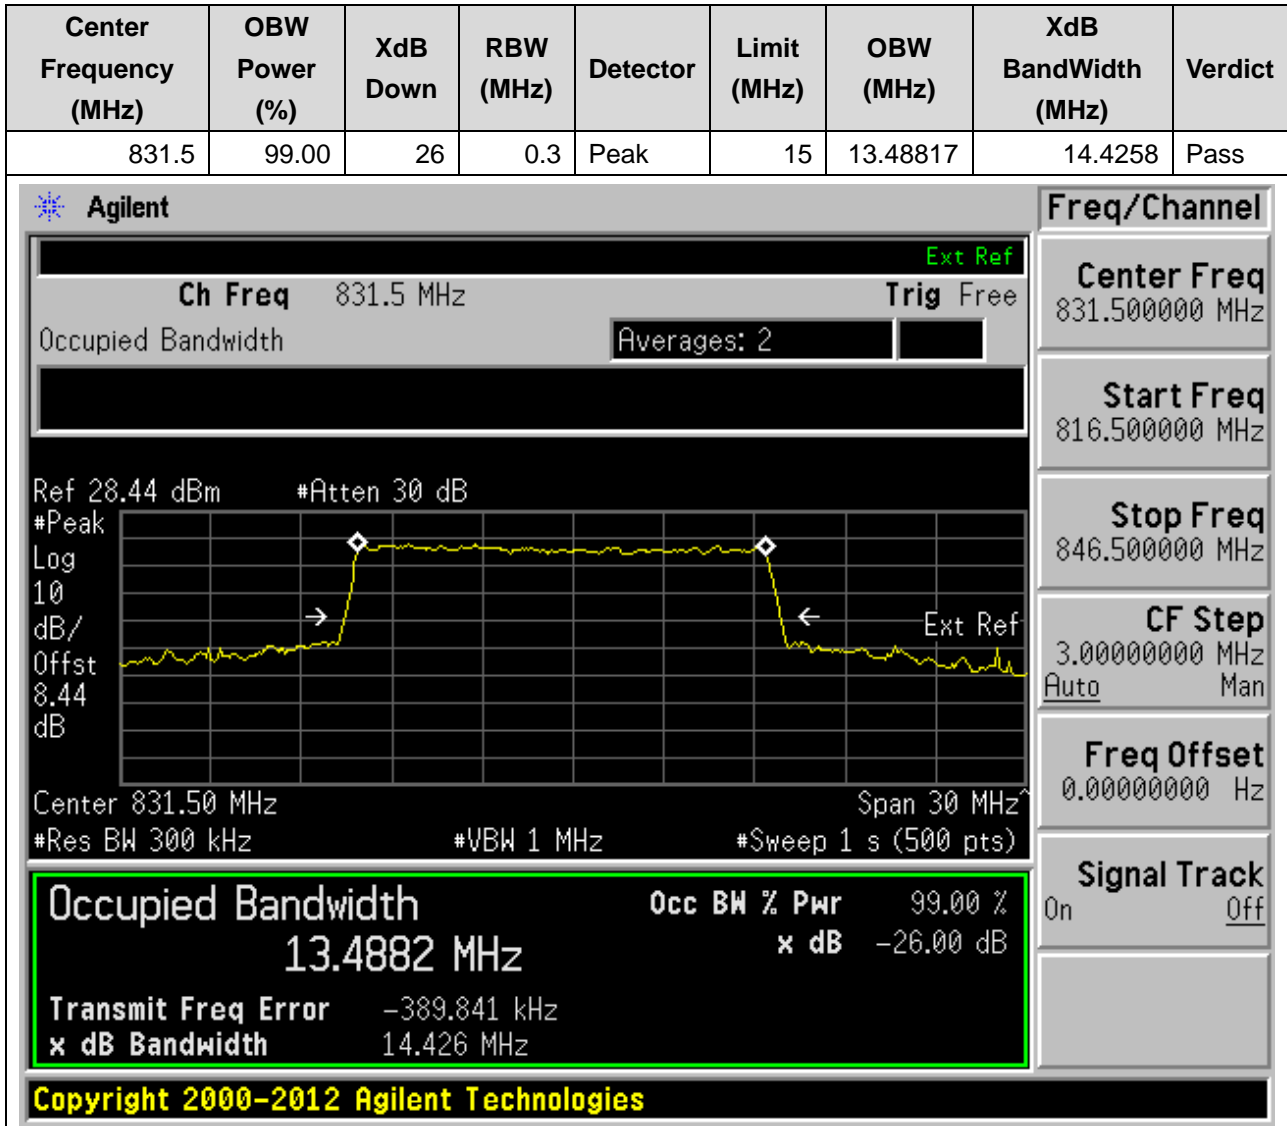 Center Frequency (MHz) OBW Power (%) XdB Down RBW (MHz) Detector Limit (MHz) OBW (MHz) XdB BandWidth (MHz) Verdict
831.5 99.00 26 0.3 Peak 15 13.48817 14.4258 Pass
Agilent
Freq/Channel
Ext Ref
Ch Freq 831.5 MHz Trig Free
Occupied Bandwidth Averages: 2
Center Freq
831.500000 MHz
Start Freq
816.500000 MHz
Stop Freq
846.500000 MHz
CF Step
3.00000000 MHz
Auto Man
Freq Offset
0.00000000 Hz
Signal Track
On Off
Ref 28.44 dBm #Atten 30 dB
#Peak
Log
10
dB/
Offst
8.44
dB
Ext Ref
Center 831.50 MHz Span 30 MHz^
#Res BW 300 kHz #VBW 1 MHz #Sweep 1 s (500 pts)
Occupied Bandwidth Occ BW % Pwr 99.00 %
13.4882 MHz x dB -26.00 dB
Transmit Freq Error -389.841 kHz
x dB Bandwidth 14.426 MHz
Copyright 2000-2012 Agilent Technologies